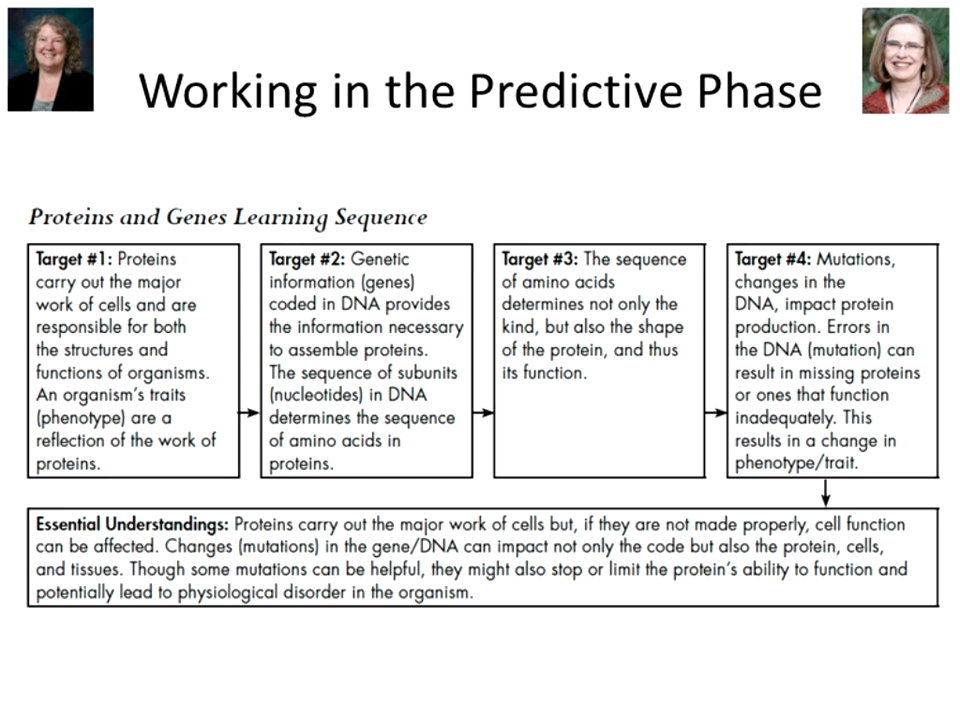 Working in the Predictive Phase
Proteins and Genes Learning Sequence
Target #1: Proteins
carry out the major
work of cells and are
responsible for both
the structures and
functions of organisms.
An organism's traits
(phenotype) are a
reflection of the work of
proteins.
Target #2: Genetic
information (genes)
coded in DNA provides
the information necessary
to assemble proteins.
The sequence of subunits
(nucleotides) in DNA
determines the sequence
of amino acids in
proteins.
Target #3: The sequence
of amino acids
determines not only the
kind, but also the shape
of the protein, and thus
its function.
Target #4: Mutations,
changes in the
DNA, impact protein
production. Errors in
the DNA (mutation) can
result in missing proteins
or ones that function
inadequately. This
results in a change in
phenotype/trait.
Essential Understandings: Proteins carry out the major work of cells but, if they are not made properly, cell function
can be affected. Changes (mutations) in the gene/DNA can impact not only the code but also the protein, cells,
and tissues. Though some mutations can be helpful, they might also stop or limit the protein's ability to function and
potentially lead to physiological disorder in the organism.